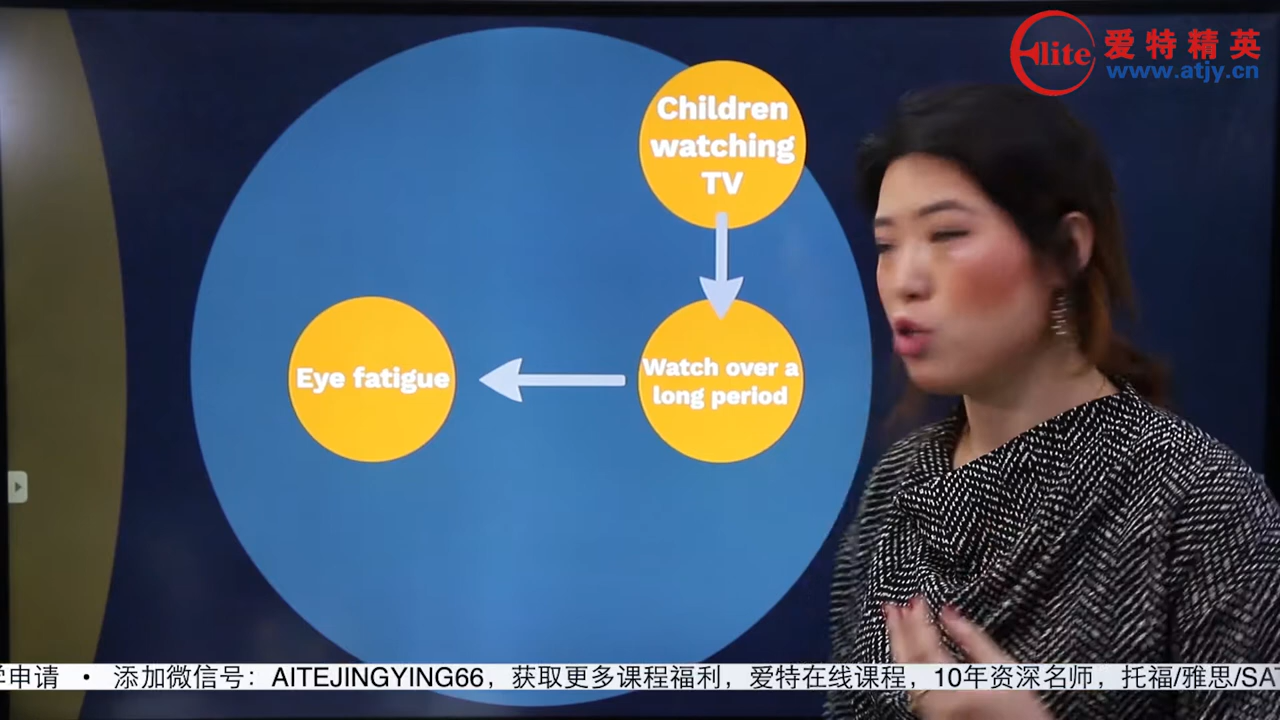 Elite 爱特精英
www.atjy.cn
Children
watching
TV
Eye fatigue
Watch over a
long period
申请 • 添加微信号：AITEJINGYING66，获取更多课程福利，爱特在线课程，10年资深名师，托福/雅思/SA